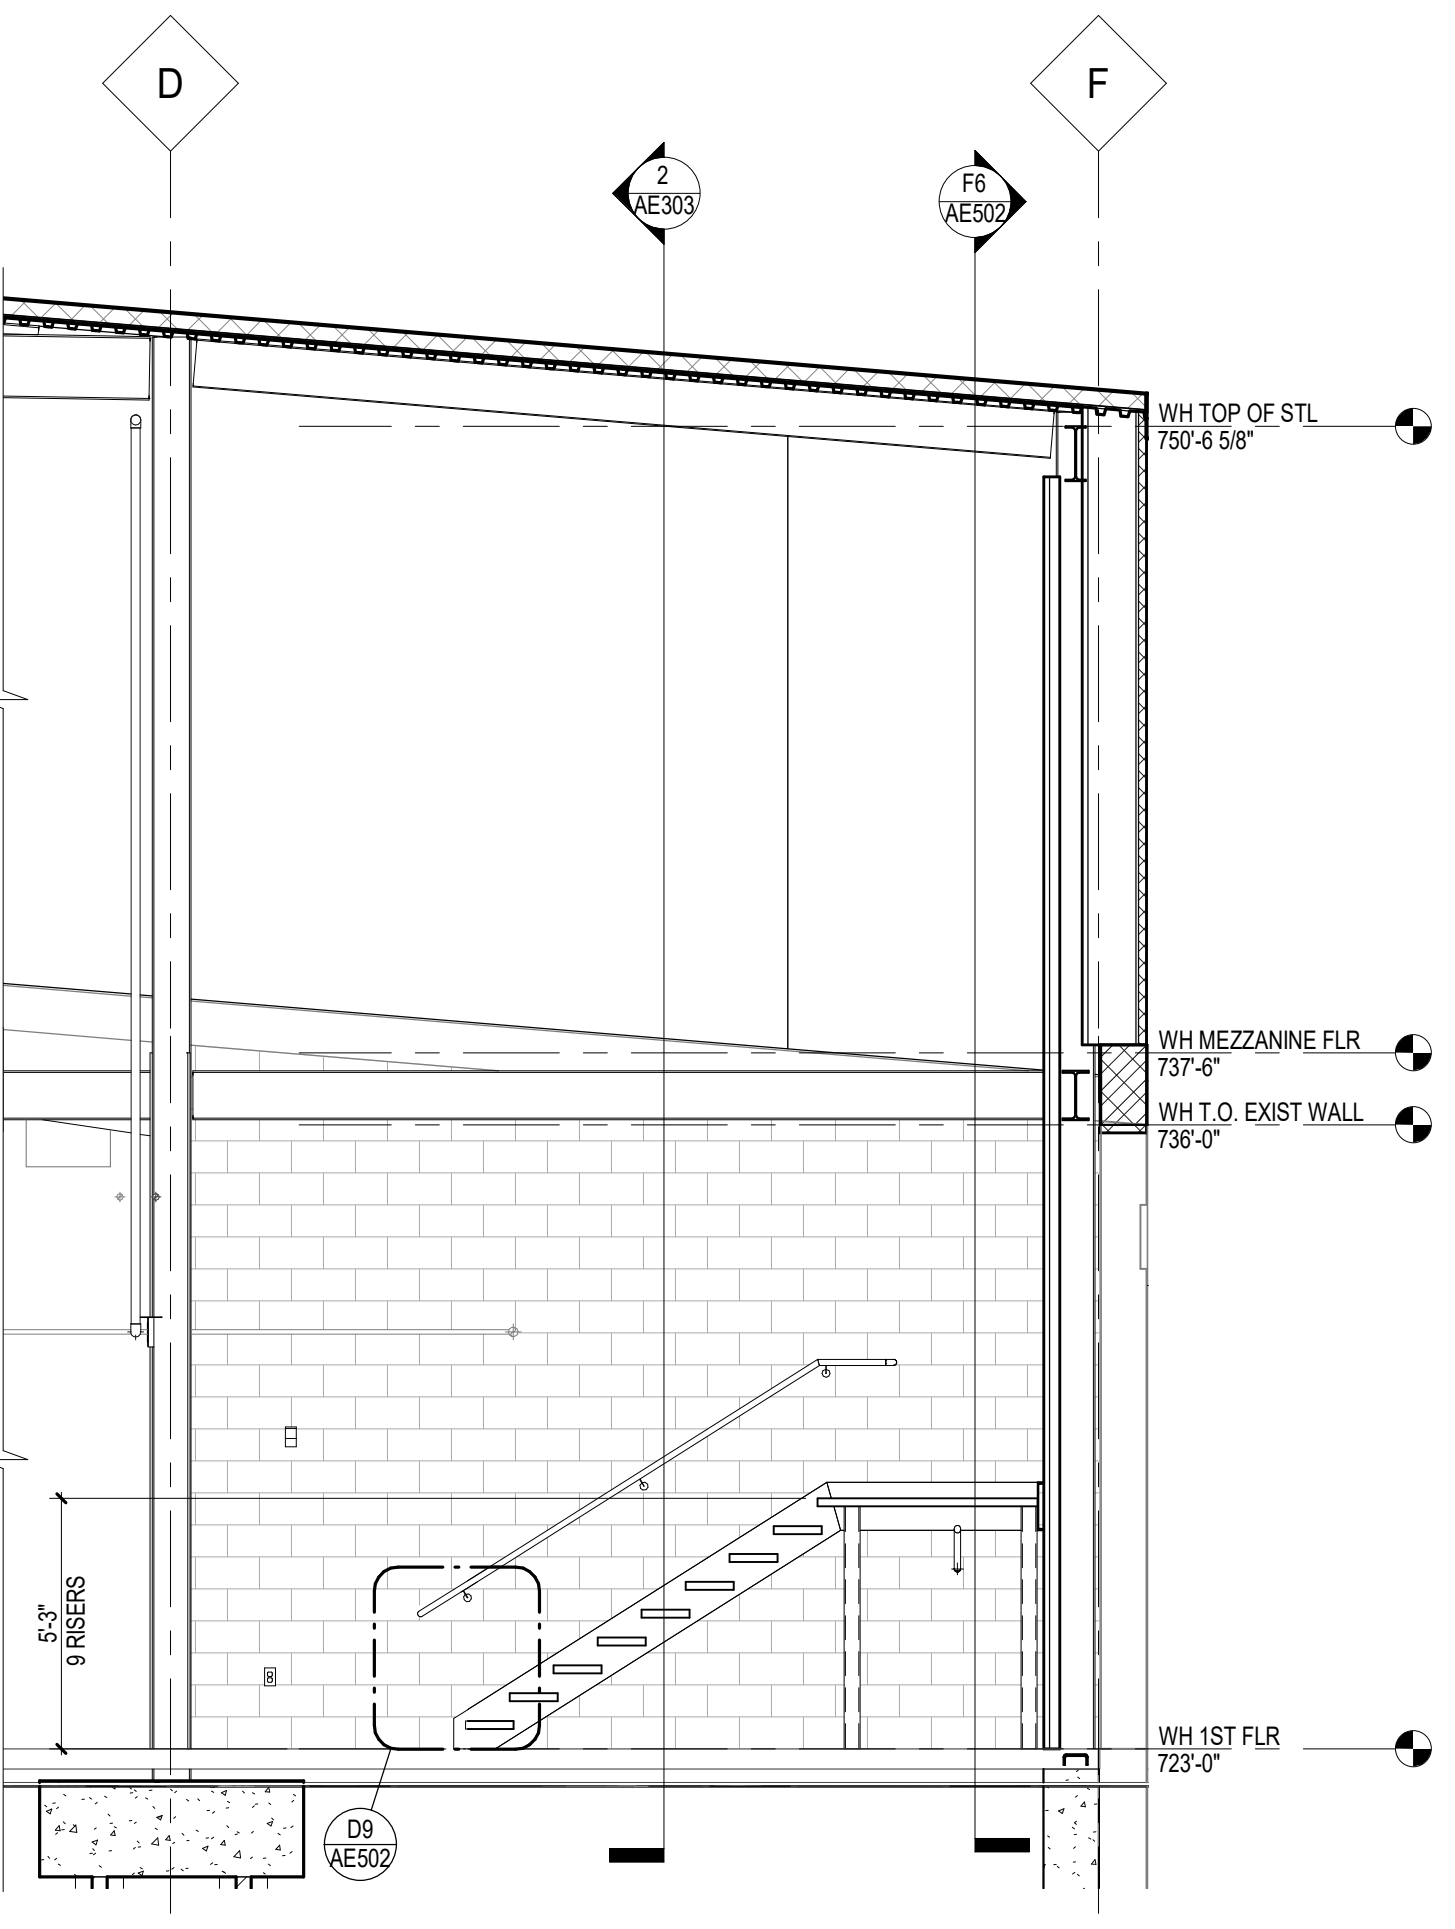 D
F
2
AE303
F6
AE502
WH TOP OF STL
750'-6 5/8"
WH MEZZANINE FLR
737'-6"
WH T.O. EXIST WALL
736'-0"
5'-3"
9 RISERS
WH 1ST FLR
723'-0"
D9
AE502